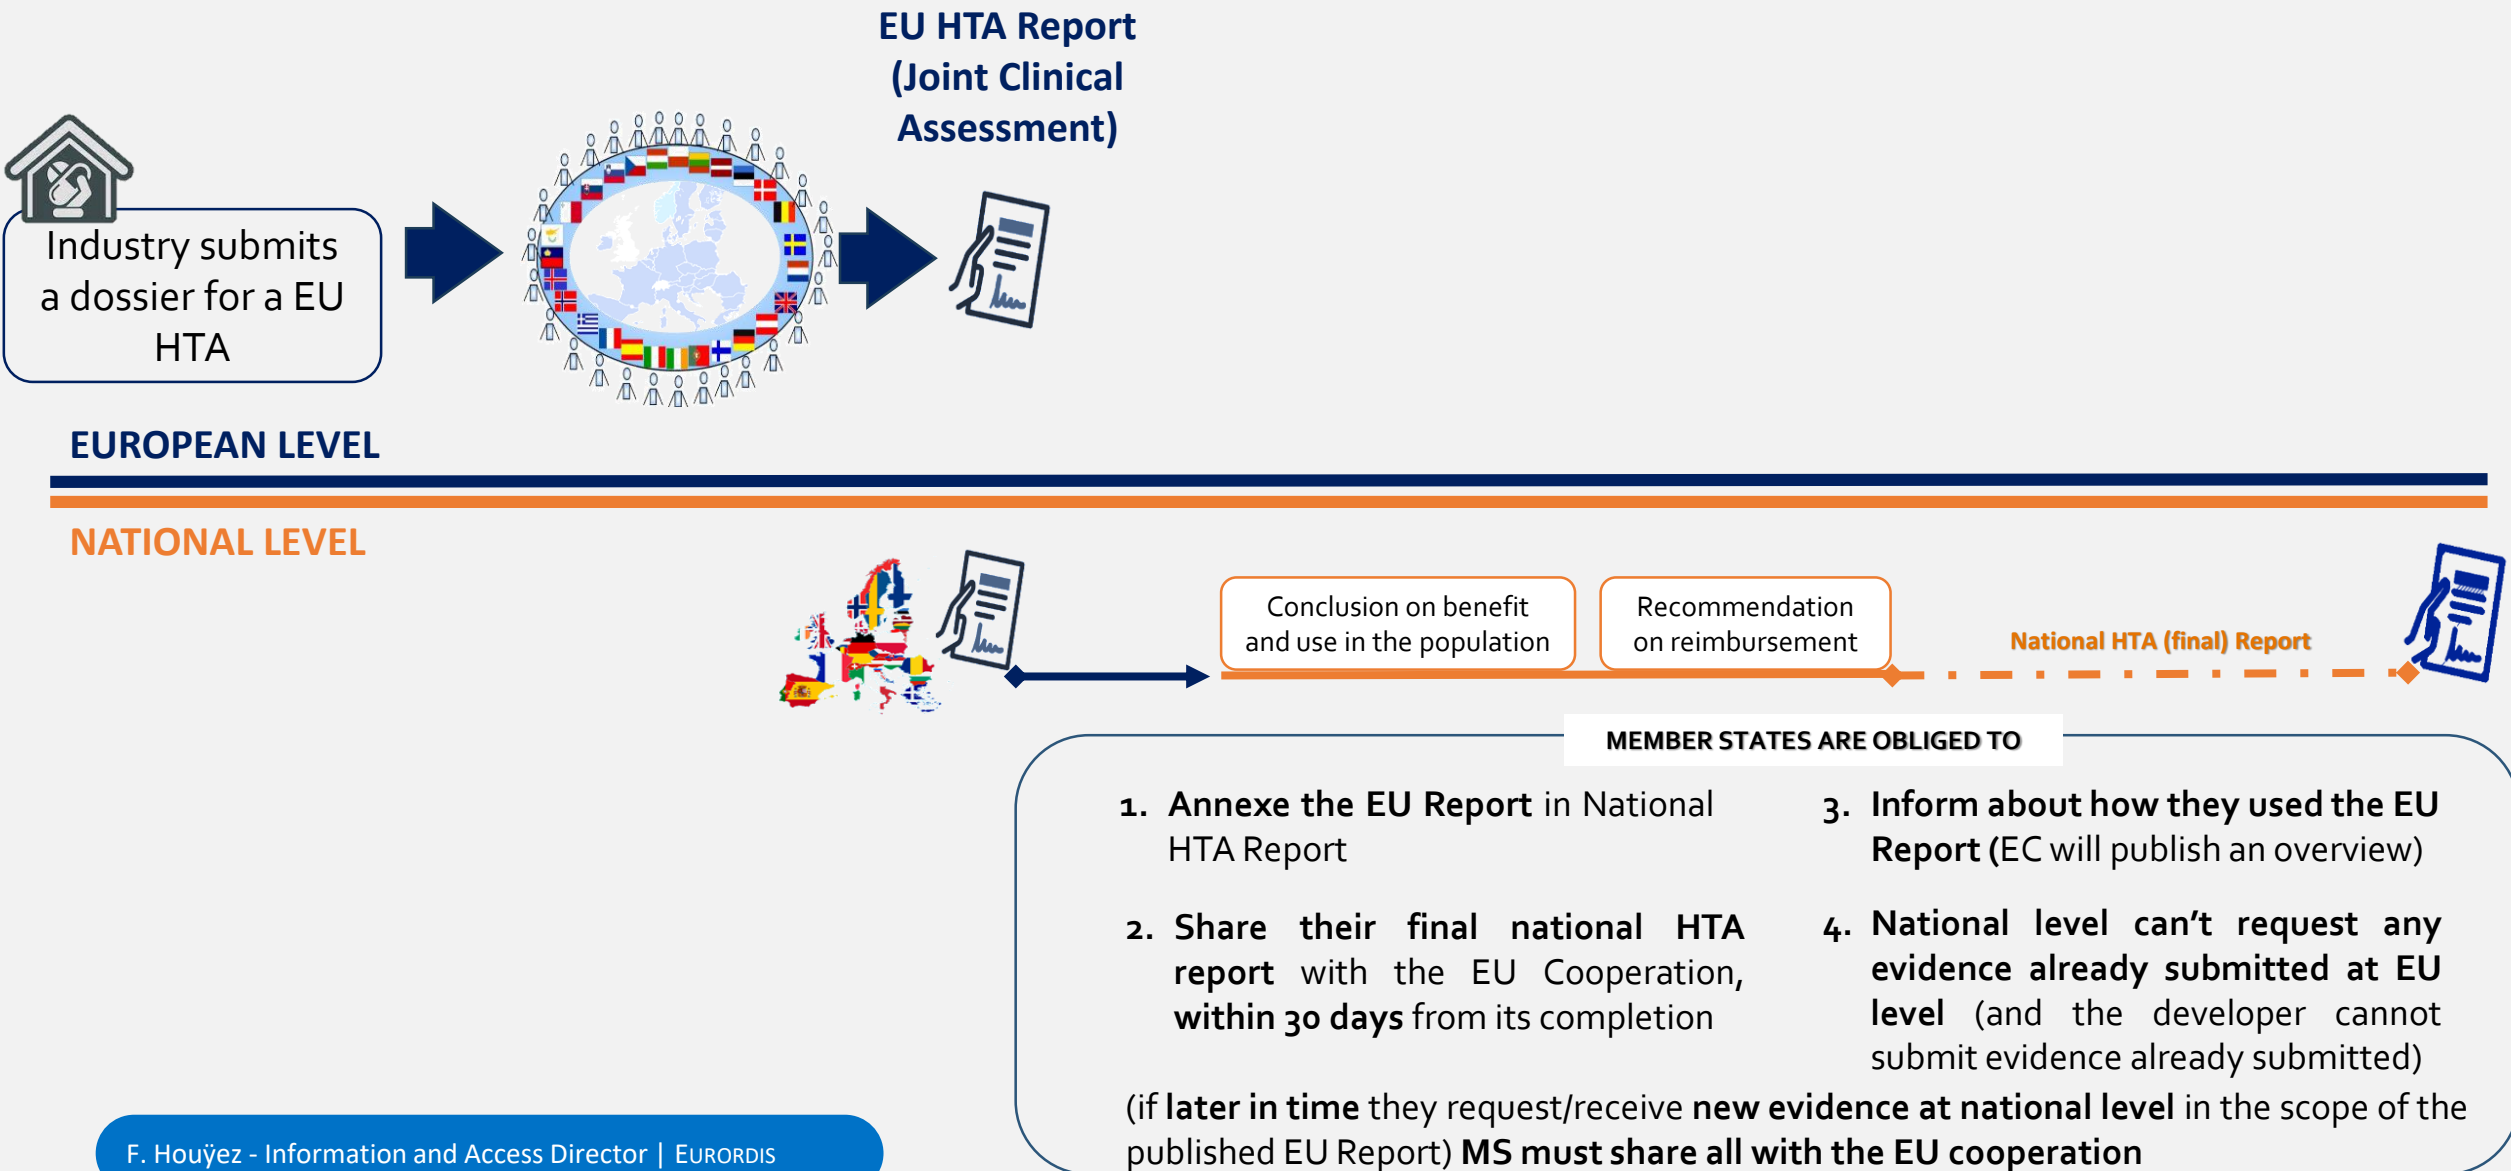 EU HTA Report
(Joint Clinical
Assessment)
Industry submits
a dossier for a EU
HTA
EUROPEAN LEVEL
NATIONAL LEVEL
Conclusion on benefit
and use in the population
Recommendation
on reimbursement
National HTA (final) Report
MEMBER STATES ARE OBLIGED TO
1. Annexe the EU Report in National
HTA Report
2. Share their final national HTA
report with the EU Cooperation,
within 30 days from its completion
3. Inform about how they used the EU
Report (EC will publish an overview)
4. National level can't request any
evidence already submitted at EU
level (and the developer cannot
submit evidence already submitted)
(if later in time they request/receive new evidence at national level in the scope of the
published EU Report) MS must share all with the EU cooperation
F. Houÿez - Information and Access Director | EURORDIS